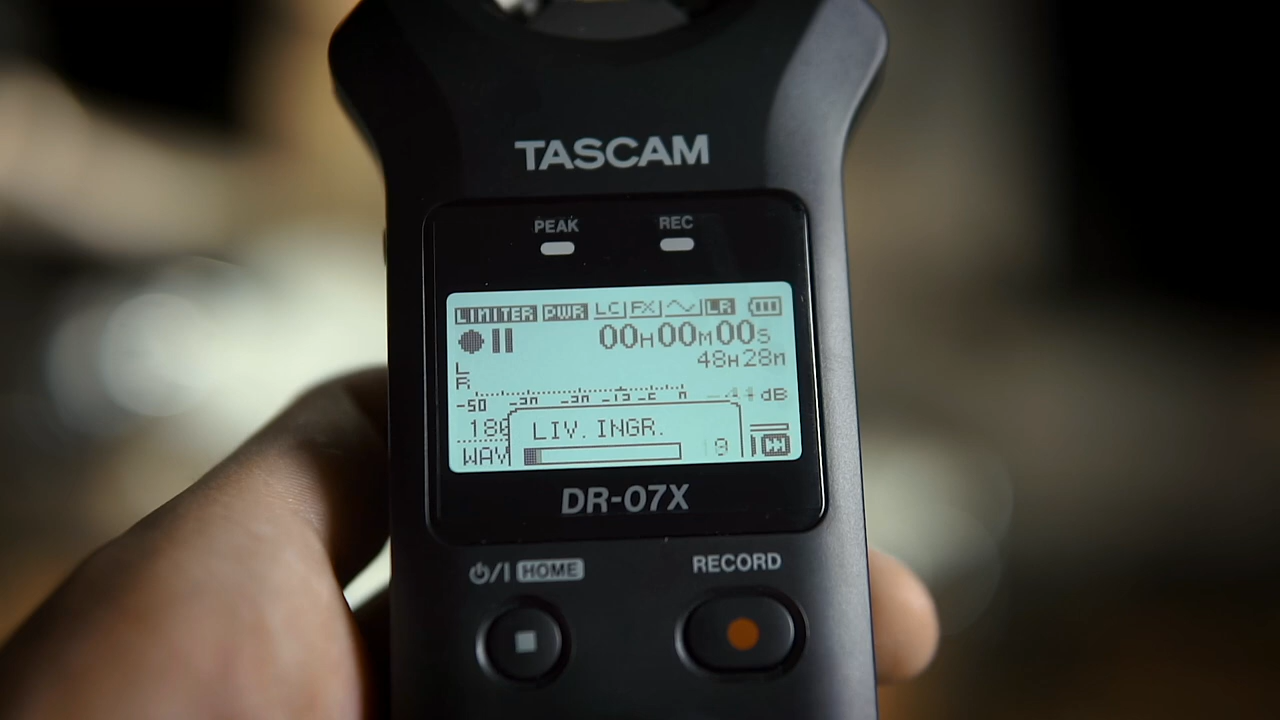 TASCAM
PEAK REC
LIMITER PWR LC FX LR
00H00M00S
48H28M
L
R
-50 dB
LIV. INGR.
WAV
DR-07X
HOME RECORD